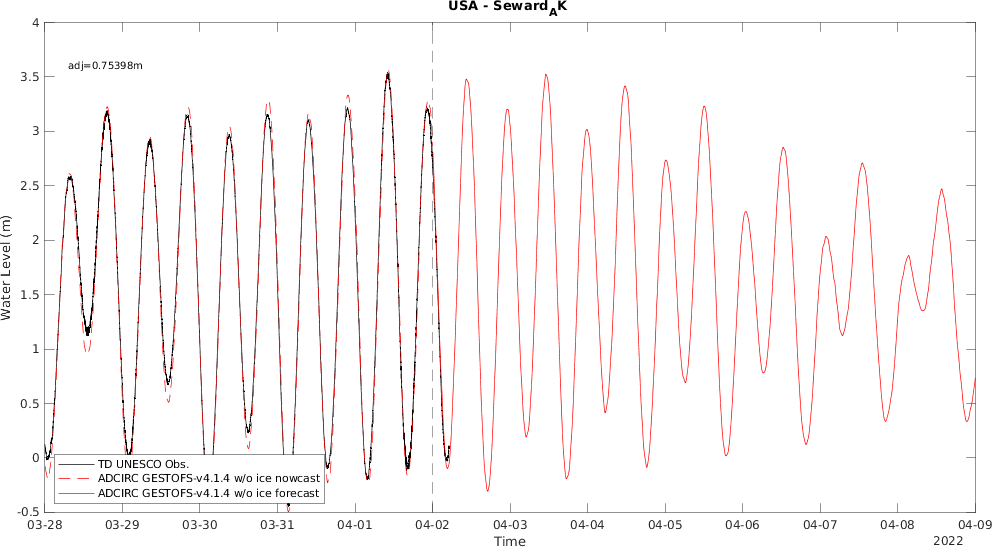 USA - Seward_AK
adj=0.75398m
4
3.5
3
2.5
2
1.5
1
0.5
0
-0.5
Water Level (m)
TD UNESCO Obs.
ADCIRC GESTOFS-v4.1.4 w/o ice nowcast
ADCIRC GESTOFS-v4.1.4 w/o ice forecast
03-28 03-29 03-30 03-31 04-01 04-02 04-03 04-04 04-05 04-06 04-07 04-08 04-09
Time
2022